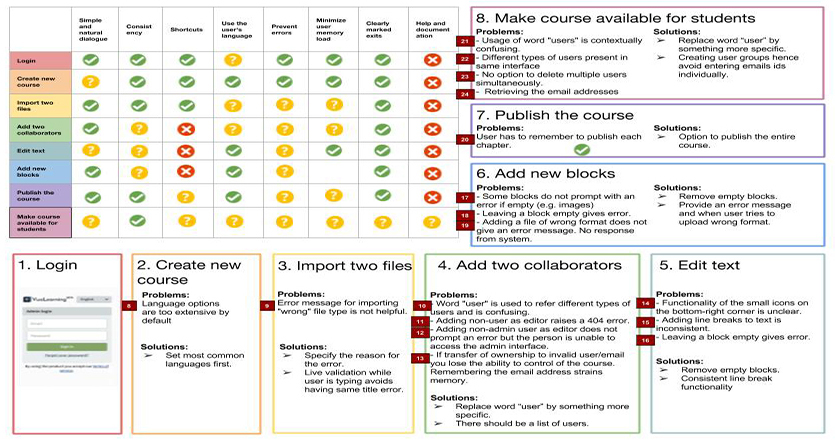 Simple and natural dialogue
Consist ency
Shortcuts
Use the user's language
Prevent errors
Minimize user memory load
Clearly marked exits
Help and document ation
Login
Create new course
Import two files
Add two collaborators
Edit text
Add new blocks
Publish the course
Make course available for students
8. Make course available for students
Problems:
21
- Usage of word "users" is contextually
confusing.
22
- Different types of users present in
same interface
23
- No option to delete multiple users
simultaneously.
24
- Retrieving the email addresses
Solutions:
➢ Replace word "user" by
something more specific.
➢ Creating user groups hence
avoid entering emails ids
individually.
7. Publish the course
Problems:
20
User has to remember to publish each
chapter.
Solutions:
➢ Option to publish the entire
course.
6. Add new blocks
Problems:
17
- Some blocks do not prompt with an
error if empty (e.g. images)
18
- Leaving a block empty gives error.
19
- Adding a file of wrong format does not
give an error message. No response
from system.
Solutions:
➢ Remove empty blocks.
➢ Provide an error message
and when user tries to
upload wrong format.
1. Login
English
Admin login
Email
Password
Sign in
Forgot your password?
2. Create new
course
Problems:
8
Language options
are too extensive by
default
Solutions:
➢ Set most common
languages first.
3. Import two files
Problems:
9
Error message for importing
"wrong" file type is not helpful.
Solutions:
➢ Specify the reason for
the error.
➢ Live validation while
user is typing avoids
having same title error.
4. Add two collaborators
Problems:
10
- Word "user" is used to refer different types of
users and is confusing.
11
- Adding non-user as editor raises a 404 error.
12
- Adding non-admin user as editor does not
prompt an error but the person is unable to
access the admin interface.
13
- If transfer of ownership to invalid user/email
you lose the ability to control of the course.
Remembering the email address strains
memory.
Solutions:
➢ Replace word "user" by something more
specific.
➢ There should be a list of users.
5. Edit text
Problems:
14
- Functionality of the small icons on
the bottom-right corner is unclear.
15
- Adding line breaks to text is
inconsistent.
16
- Leaving a block empty gives error.
Solutions:
➢ Remove empty blocks.
➢ Consistent line break
functionality